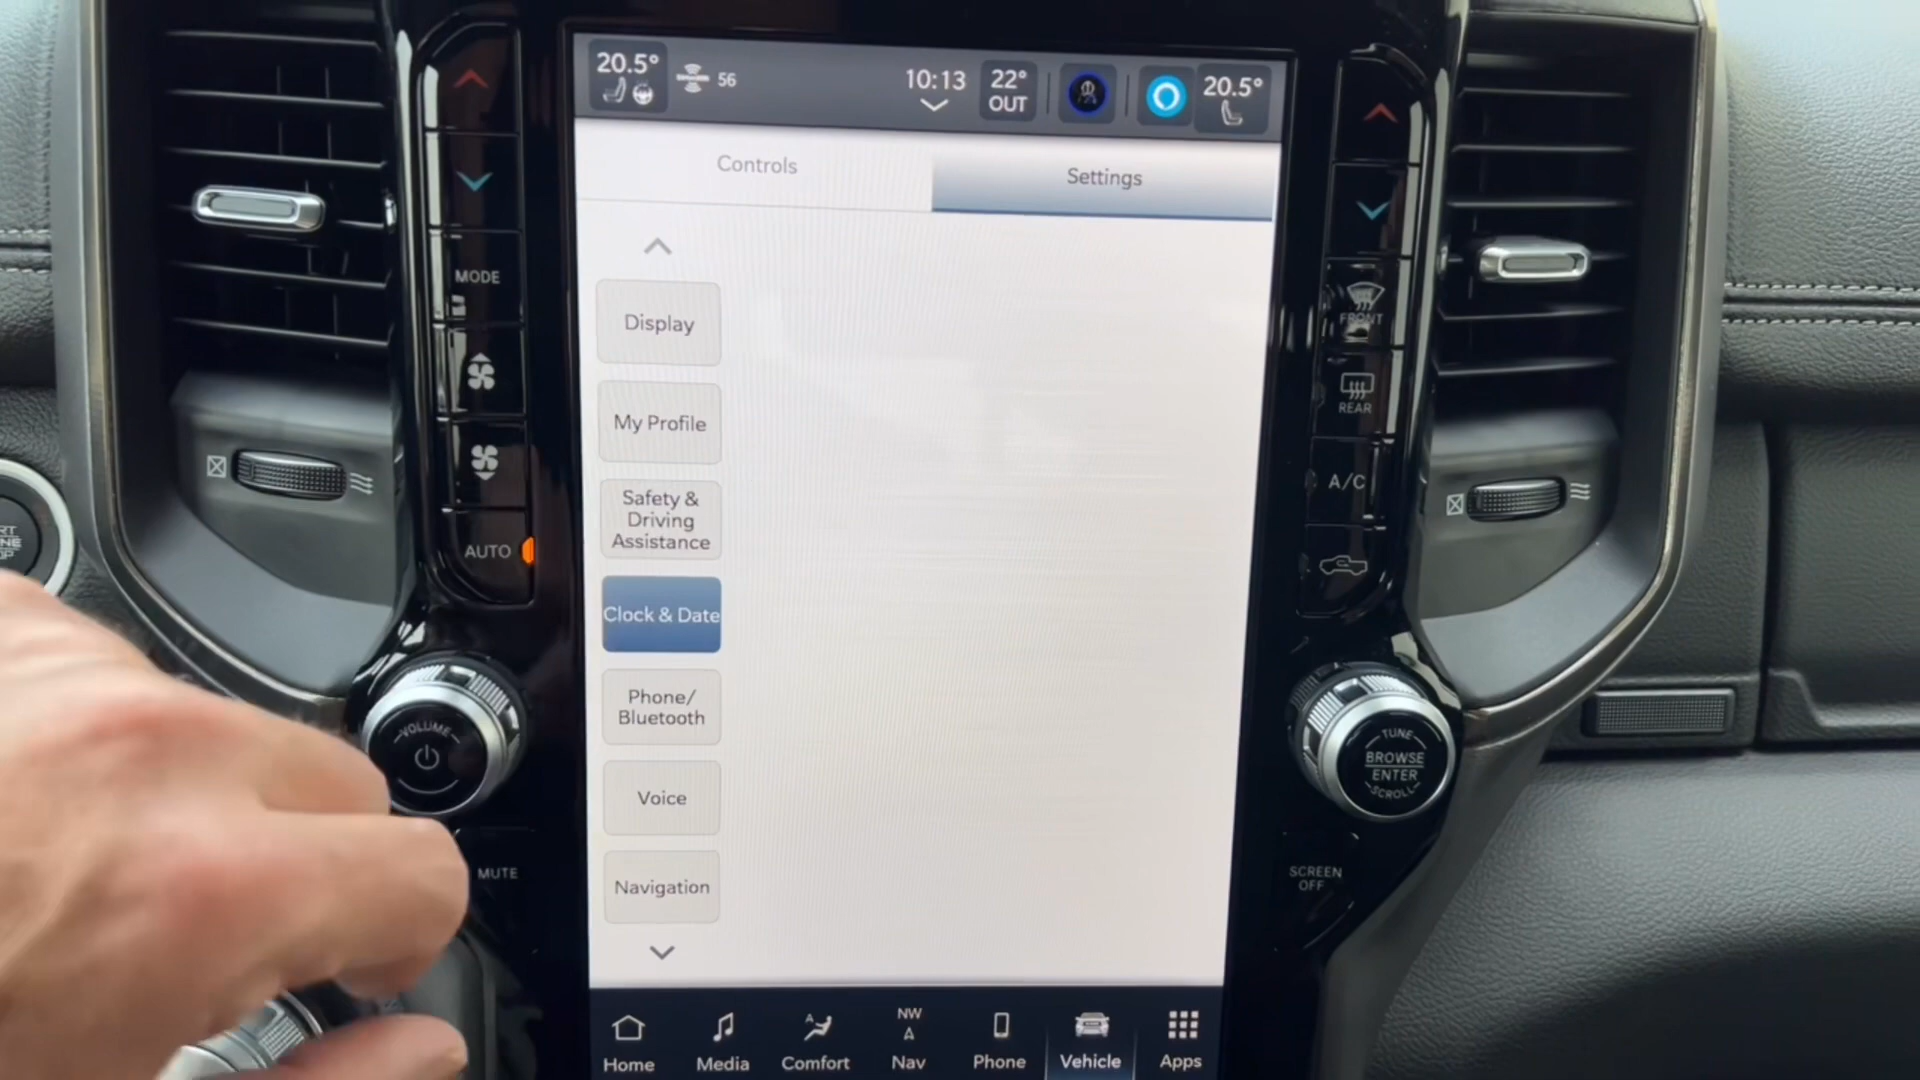 20.5°
56
10:13
22°
OUT
20.5°
Controls
Settings
Display
My Profile
Safety &
Driving
Assistance
Clock & Date
Phone/
Bluetooth
Voice
Navigation
NW
A
Home
Media
Comfort
Nav
Phone
Vehicle
Apps
MODE
AUTO
VOLUME
MUTE
FRONT
REAR
A/C
TUNE
BROWSE
ENTER
SCROLL
SCREEN
OFF